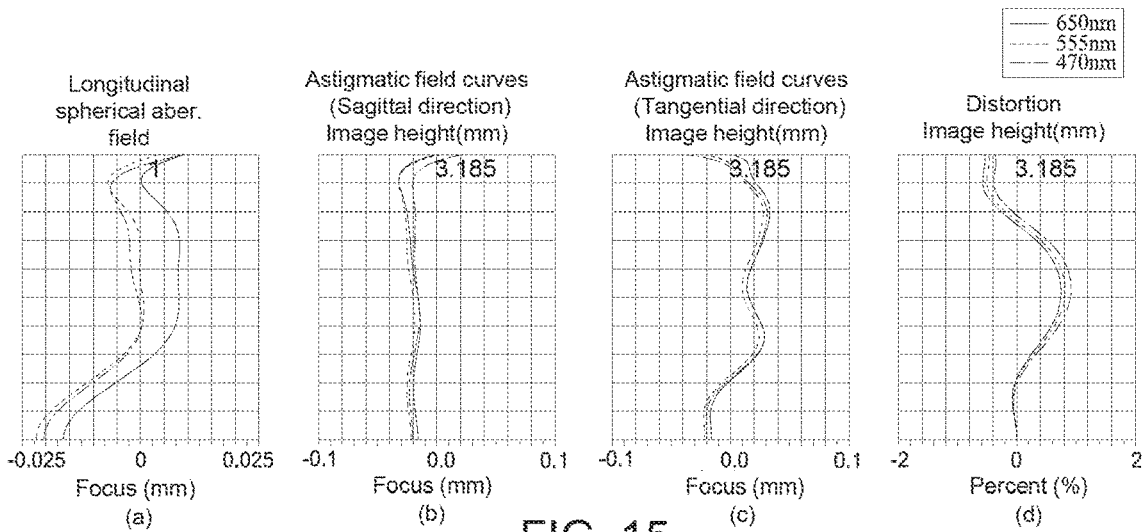 650nm
555nm
470nm
Longitudinal
spherical aber.
field
1
-0.025
0
0.025
Focus (mm)
(a)
Astigmatic field curves
(Sagittal direction)
Image height(mm)
3.185
-0.1
0.0
0.1
Focus (mm)
(b)
Astigmatic field curves
(Tangential direction)
Image height(mm)
3.185
-0.1
0.0
0.1
Focus (mm)
(c)
Distortion
Image height(mm)
3.185
-2
0
2
Percent (%)
(d)
FIG. 15